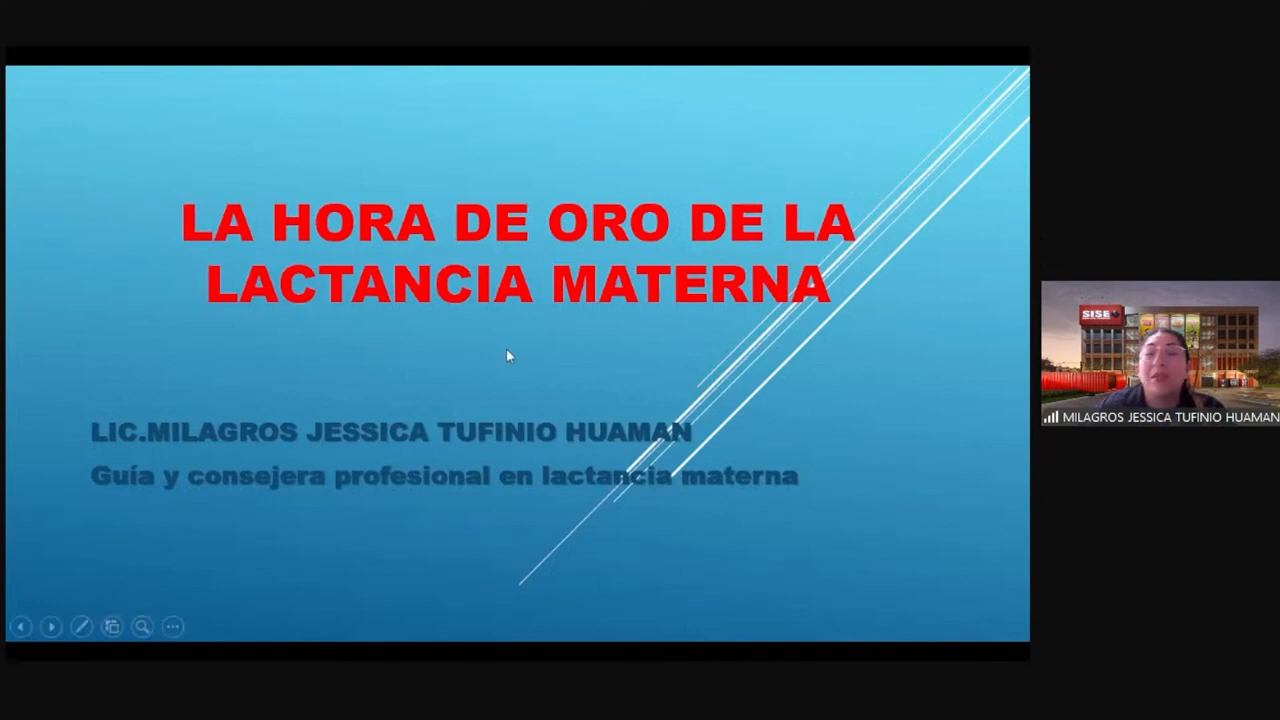 LA HORA DE ORO DE LA
LACTANCIA MATERNA
LIC.MILAGROS JESSICA TUFINIO HUAMAN
Guía y consejera profesional en lactancia materna
SISE
MILAGROS JESSICA TUFINIO HUAMAN